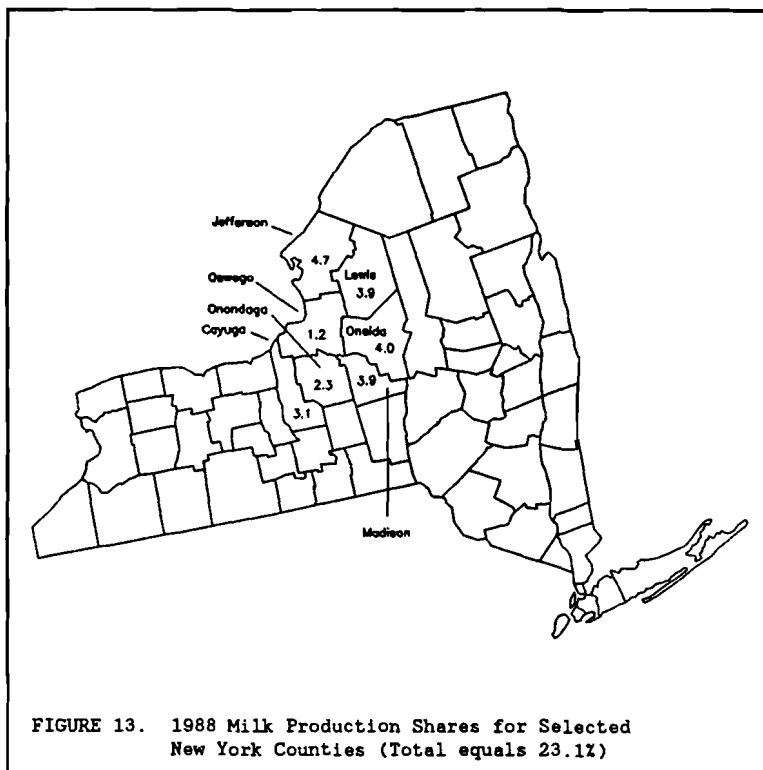 Jefferson
4.7
Lewis
3.9
Oswego
Onondaga
Cayuga
1.2
Oneida
4.0
2.3
3.9
3.1
Madison
FIGURE 13. 1988 Milk Production Shares for Selected
New York Counties (Total equals 23.1%)